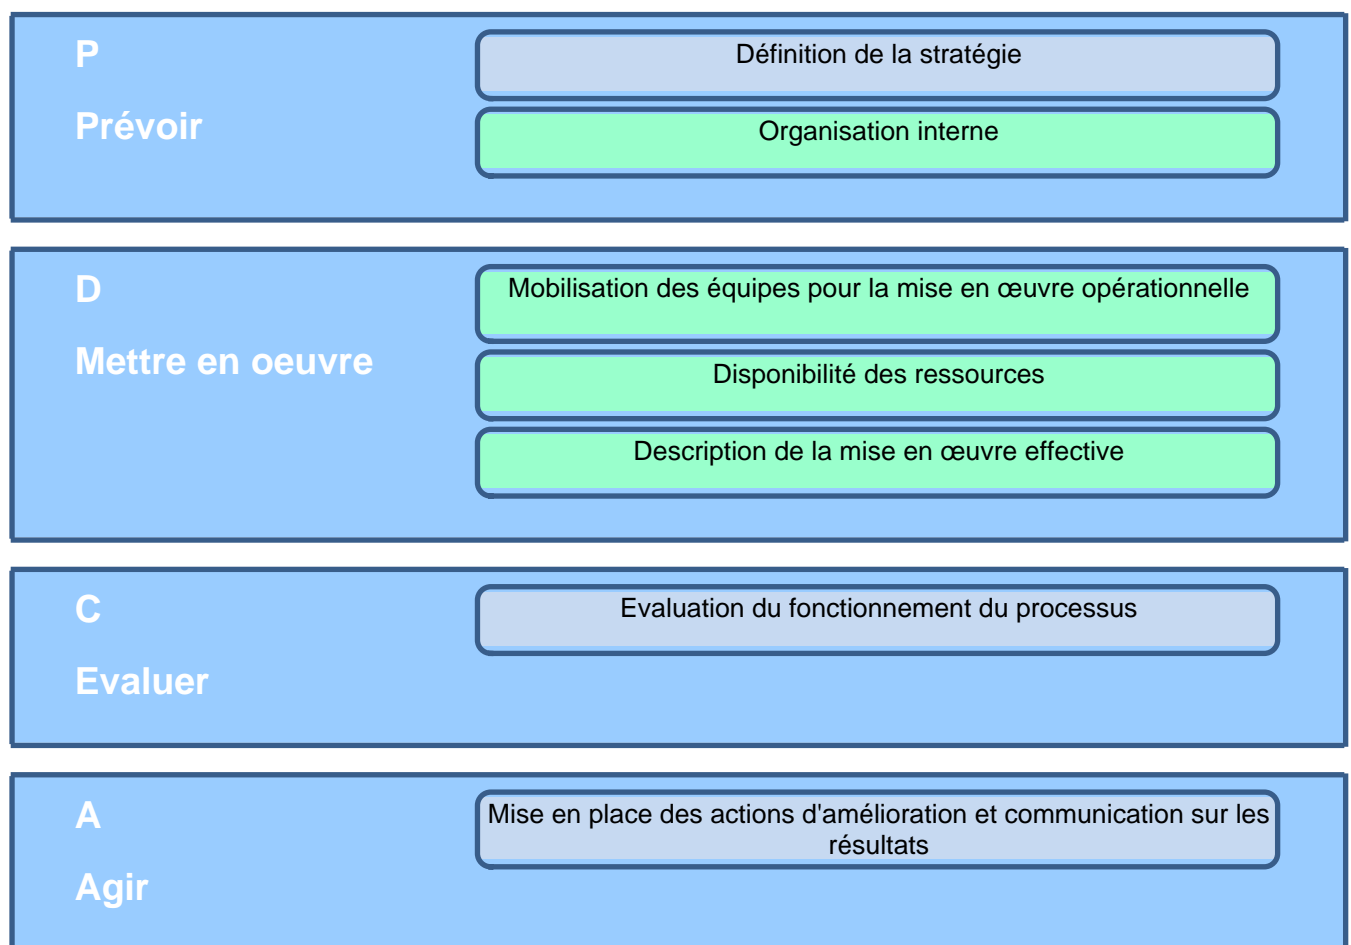 P
Prévoir
Définition de la stratégie
Organisation interne
D
Mettre en oeuvre
Mobilisation des équipes pour la mise en œuvre opérationnelle
Disponibilité des ressources
Description de la mise en œuvre effective
C
Evaluer
Evaluation du fonctionnement du processus
A
Agir
Mise en place des actions d'amélioration et communication sur les
résultats